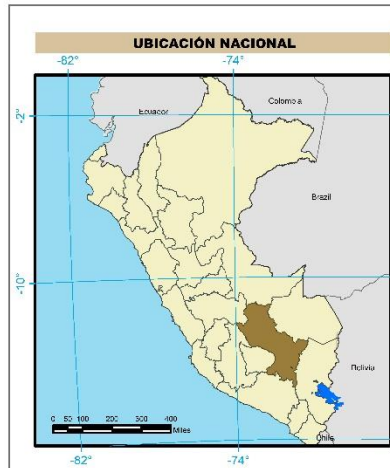 UBICACIÓN NACIONAL
-82° -74°
Colombia
Ecuador
-2°
Brazil
-10°
Bolivia
0 50 100 200 300 400
Miles
Chile
-82° -74°